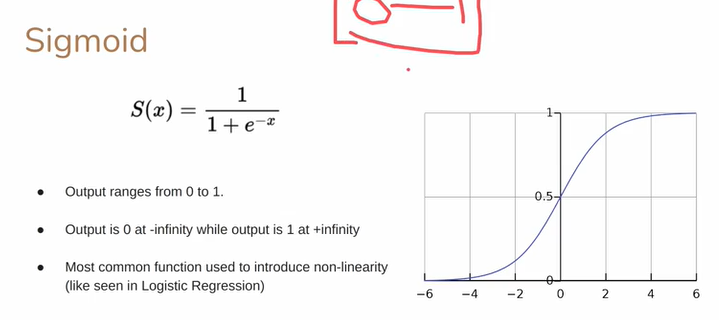 Sigmoid
S(x) = 1 / (1 + e^{-x})
● Output ranges from 0 to 1.
● Output is 0 at -infinity while output is 1 at +infinity
● Most common function used to introduce non-linearity
(like seen in Logistic Regression)
1
0.5
0
−6 −4 −2 0 2 4 6